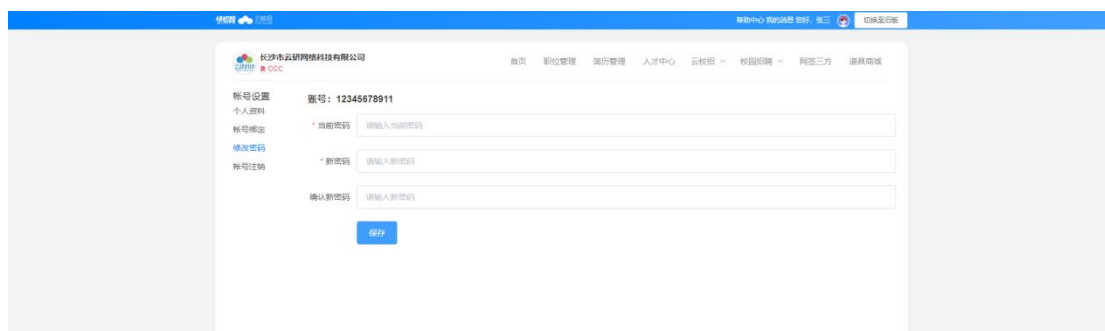 帮助中心 我的消息 您好，张三 切换至旧版
长沙市云研网络科技有限公司
CCC
首页 职位管理 简历管理 人才中心 云校招 校园招聘 网签三方 道具商城
帐号设置
账号：12345678911
个人资料
帐号绑定
修改密码
帐号注销
* 当前密码 请输入当前密码
* 新密码 请输入新密码
确认新密码 请输入新密码
保存